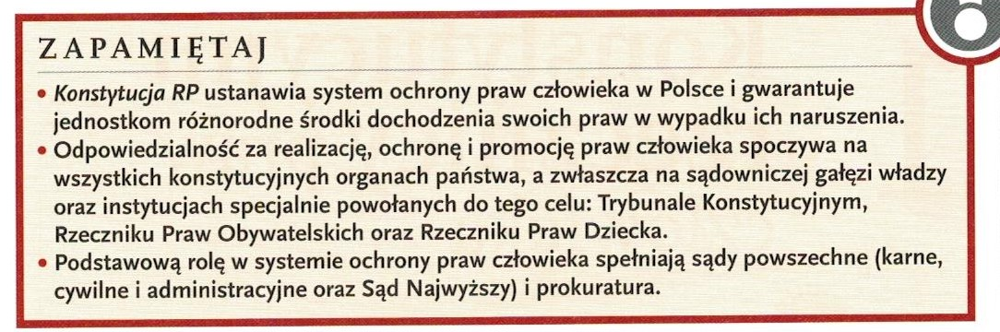 ZAPAMIĘTAJ
• Konstytucja RP ustanawia system ochrony praw człowieka w Polsce i gwarantuje
jednostkom różnorodne środki dochodzenia swoich praw w wypadku ich naruszenia.
• Odpowiedzialność za realizację, ochronę i promocję praw człowieka spoczywa na
wszystkich konstytucyjnych organach państwa, a zwłaszcza na sądowniczej gałęzi władzy
oraz instytucjach specjalnie powołanych do tego celu: Trybunale Konstytucyjnym,
Rzeczniku Praw Obywatelskich oraz Rzeczniku Praw Dziecka.
• Podstawową rolę w systemie ochrony praw człowieka spełniają sądy powszechne (karne,
cywilne i administracyjne oraz Sąd Najwyższy) i prokuratura.